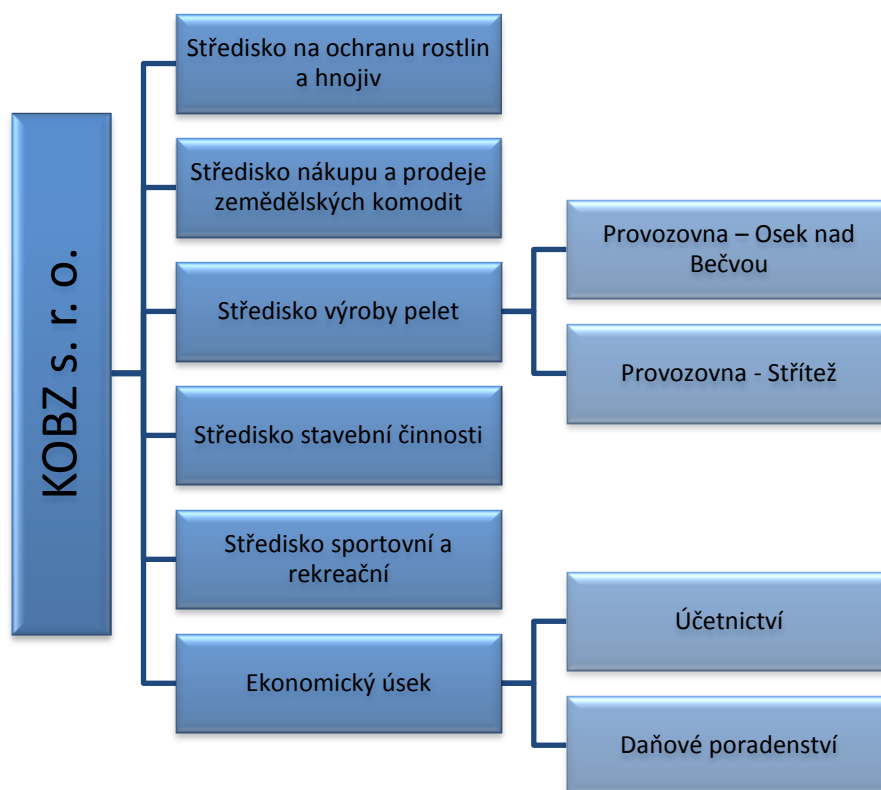 KOBZ s. r. o.
Středisko na ochranu rostlin
a hnojiv
Středisko nákupu a prodeje
zemědělských komodit
Středisko výroby pelet
Provozovna – Osek nad
Bečvou
Provozovna - Střítež
Středisko stavební činnosti
Středisko sportovní a
rekreační
Ekonomický úsek
Účetnictví
Daňové poradenství